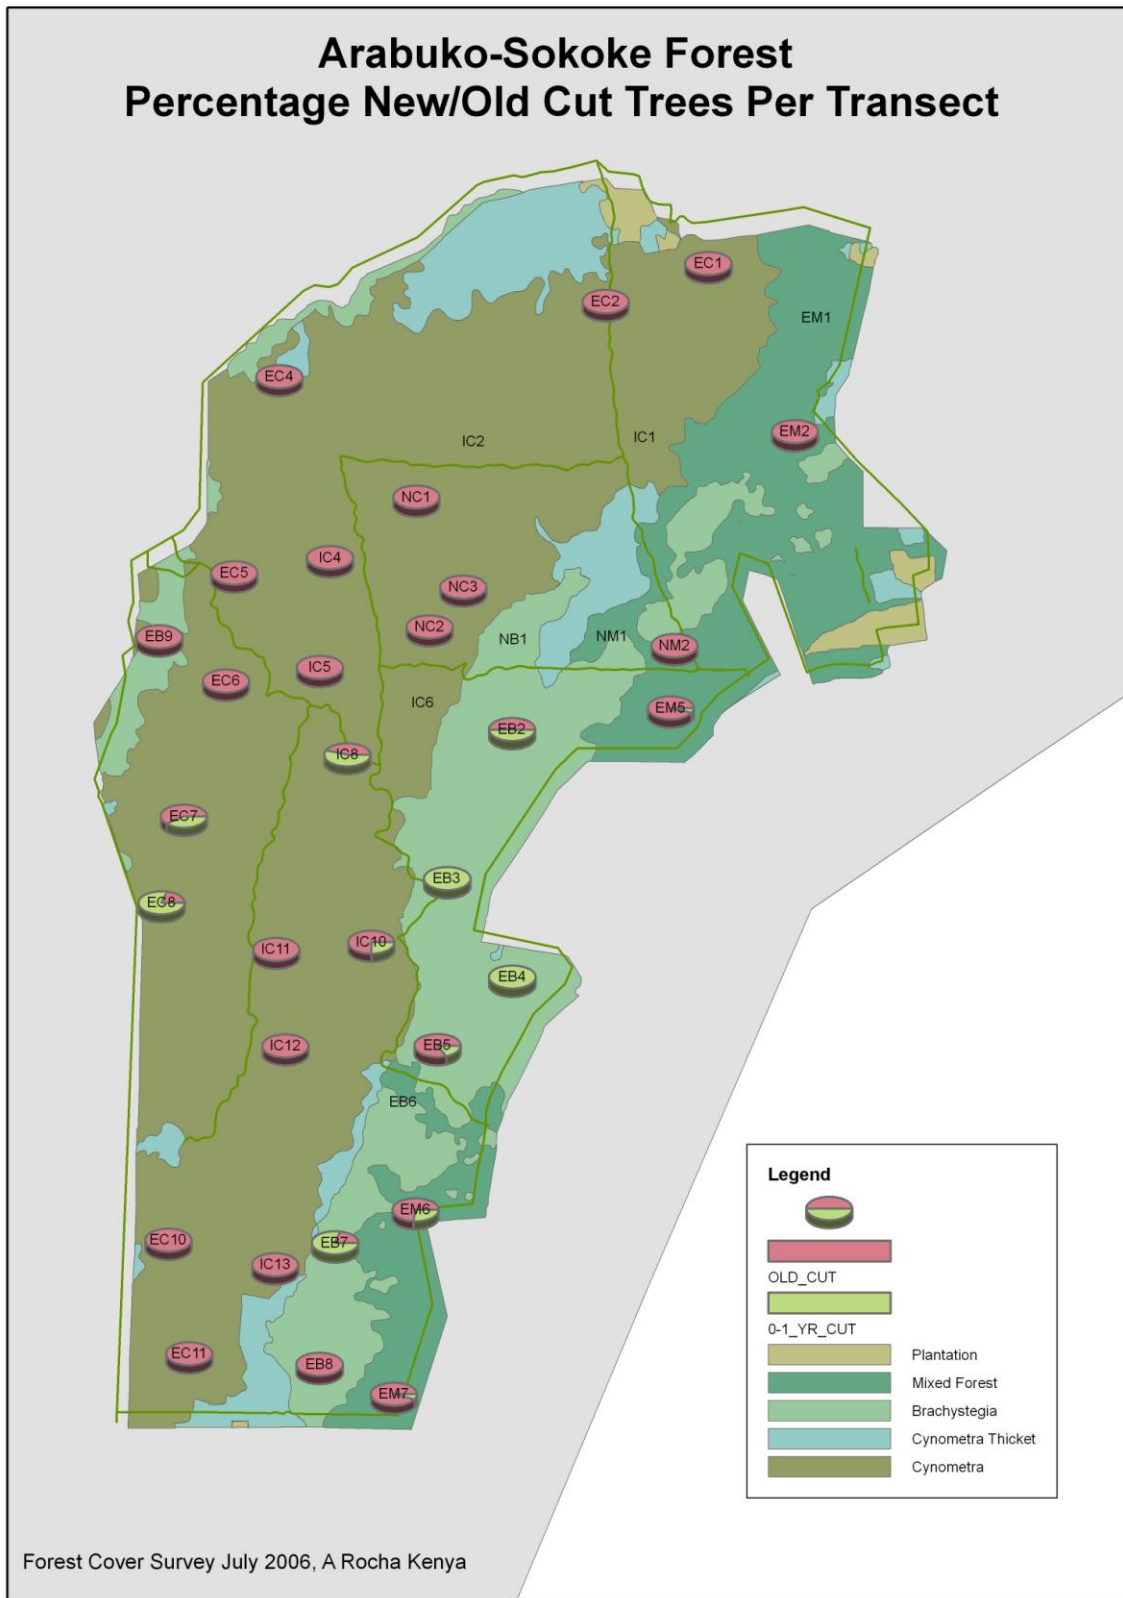 Arabuko-Sokoke Forest
Percentage New/Old Cut Trees Per Transect
EC1
EC2
EM1
EC4
EM2
IC2
IC1
NC1
IC4
EC5
NC3
NC2
EB9
NB1
NM1
NM2
IC5
EC6
IC6
EM5
EB2
IC8
EC7
EB3
EC8
IC10
IC11
EB4
EB5
IC12
EB6
EM6
EC10
EB7
IC13
EC11
EB8
EM7
Legend
OLD_CUT
0-1_YR_CUT
Plantation
Mixed Forest
Brachystegia
Cynometra Thicket
Cynometra
Forest Cover Survey July 2006, A Rocha Kenya